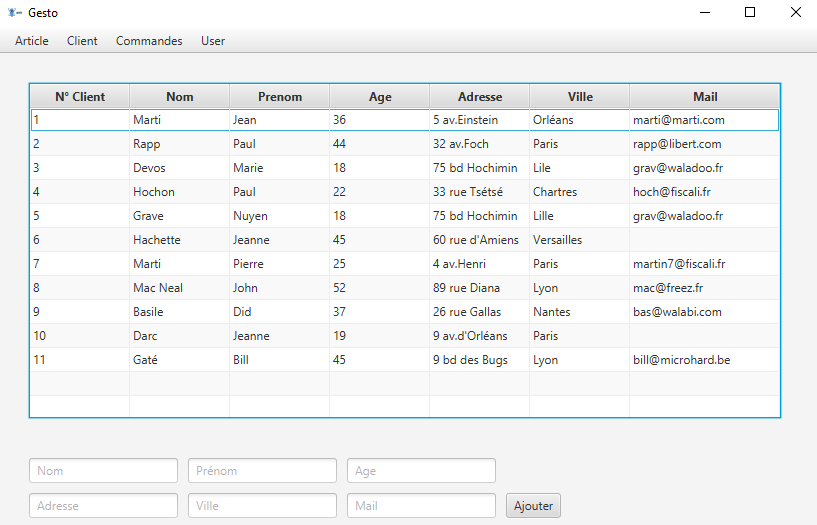 Gesto
Article Client Commandes User
N° Client Nom Prenom Age Adresse Ville Mail
1 Marti Jean 36 5 av.Einstein Orléans marti@marti.com
2 Rapp Paul 44 32 av.Foch Paris rapp@libert.com
3 Devos Marie 18 75 bd Hochimin Lile grav@waladoo.fr
4 Hochon Paul 22 33 rue Tsétsé Chartres hoch@fiscali.fr
5 Grave Nuyen 18 75 bd Hochimin Lille grav@waladoo.fr
6 Hachette Jeanne 45 60 rue d'Amiens Versailles
7 Marti Pierre 25 4 av.Henri Paris martin7@fiscali.fr
8 Mac Neal John 52 89 rue Diana Lyon mac@freez.fr
9 Basile Did 37 26 rue Gallas Nantes bas@walabi.com
10 Darc Jeanne 19 9 av.d'Orléans Paris
11 Gaté Bill 45 9 bd des Bugs Lyon bill@microhard.be
Nom Prénom Age
Adresse Ville Mail Ajouter